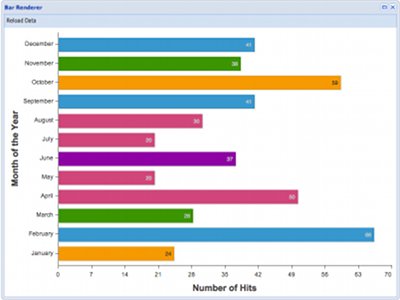 Bar Renderer
Reload Data
Month of the Year
December 41
November 38
October 59
September 41
August 30
July 20
June 37
May 20
April 50
March 28
February 66
January 24
0 7 14 21 28 35 42 49 56 63 70
Number of Hits